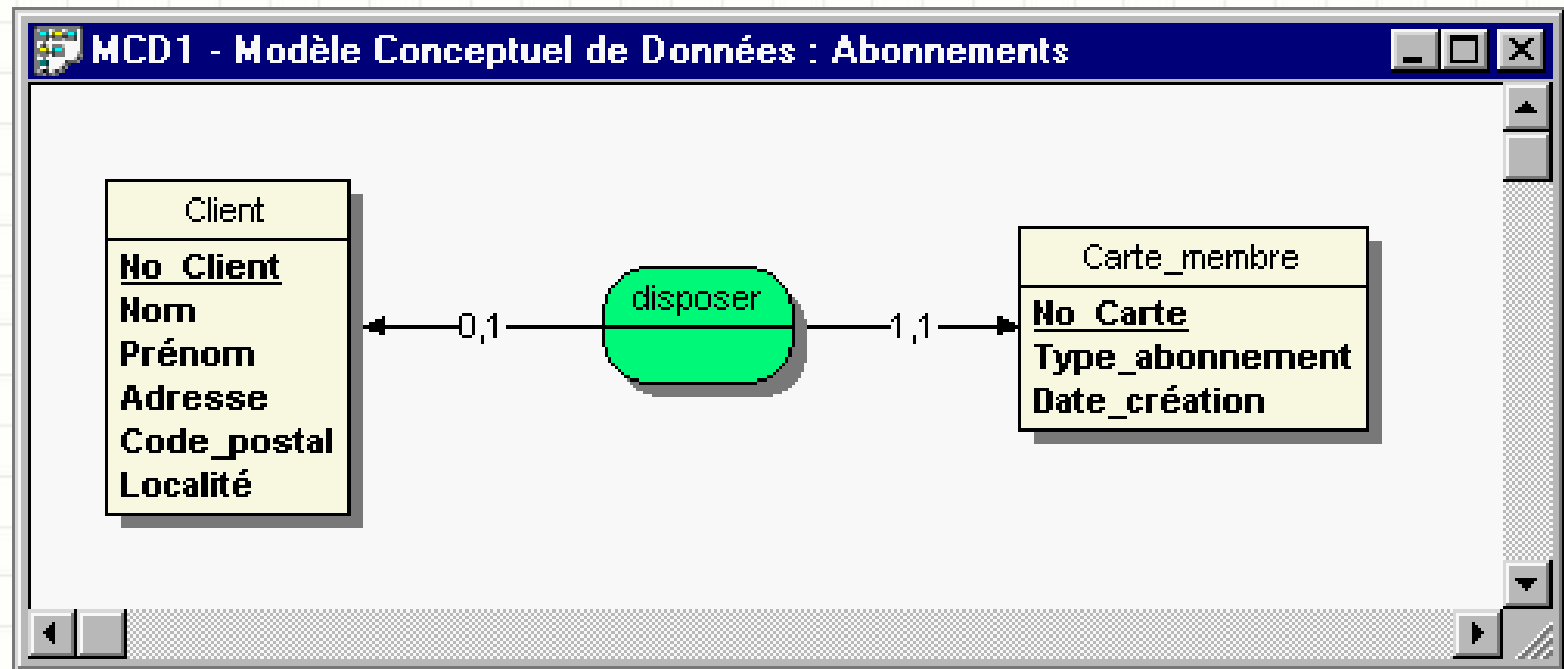 MCD1 - Modèle Conceptuel de Données : Abonnements
Client
No_Client
Nom
Prénom
Adresse
Code_postal
Localité
0,1
disposer
1,1
Carte_membre
No_Carte
Type_abonnement
Date_création